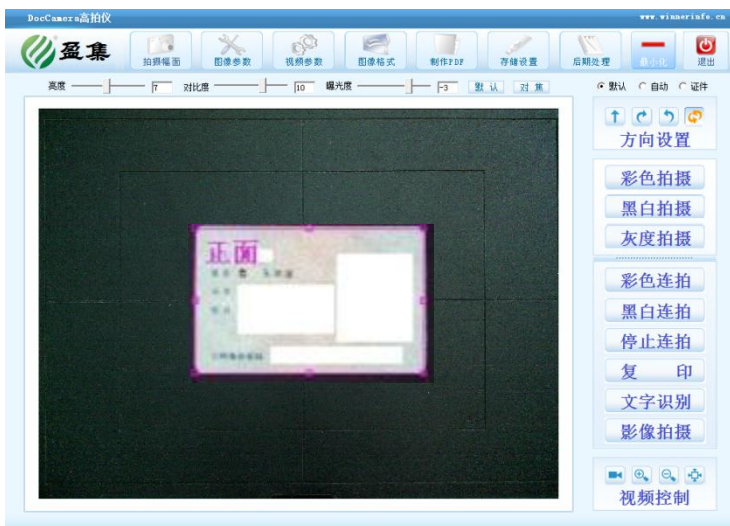 DocCamera高拍仪
www.winnerinfo.cn
盈集
拍摄幅面
图像参数
视频参数
图像格式
制作PDF
存储设置
后期处理
最小化
退出
亮度 7 对比度 10 曝光度 -3 默认 对焦
默认 自动 证件
方向设置
彩色拍摄
黑白拍摄
灰度拍摄
正面
彩色连拍
黑白连拍
停止连拍
复 印
文字识别
影像拍摄
视频控制